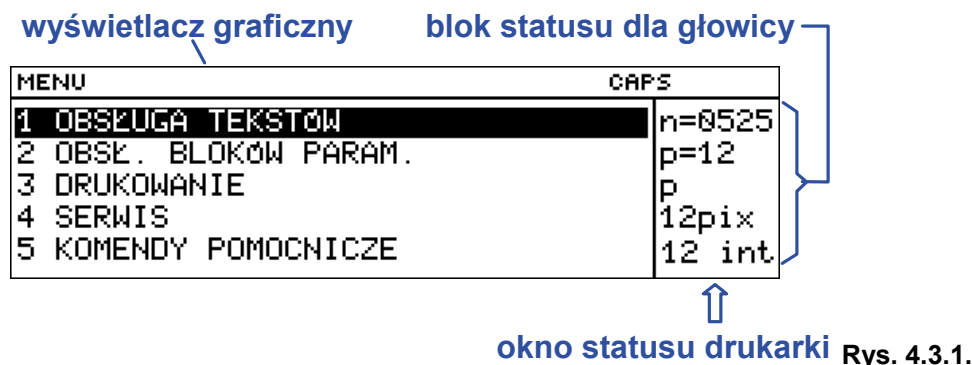 wyświetlacz graficzny blok statusu dla głowicy
MENU CAPS
1 OBSŁUGA TEKSTÓW n=0525
2 OBSŁ. BLOKÓW PARAM. p=12
3 DRUKOWANIE p
4 SERWIS 12pix
5 KOMENDY POMOCNICZE 12 int
okno statusu drukarki Rys. 4.3.1.